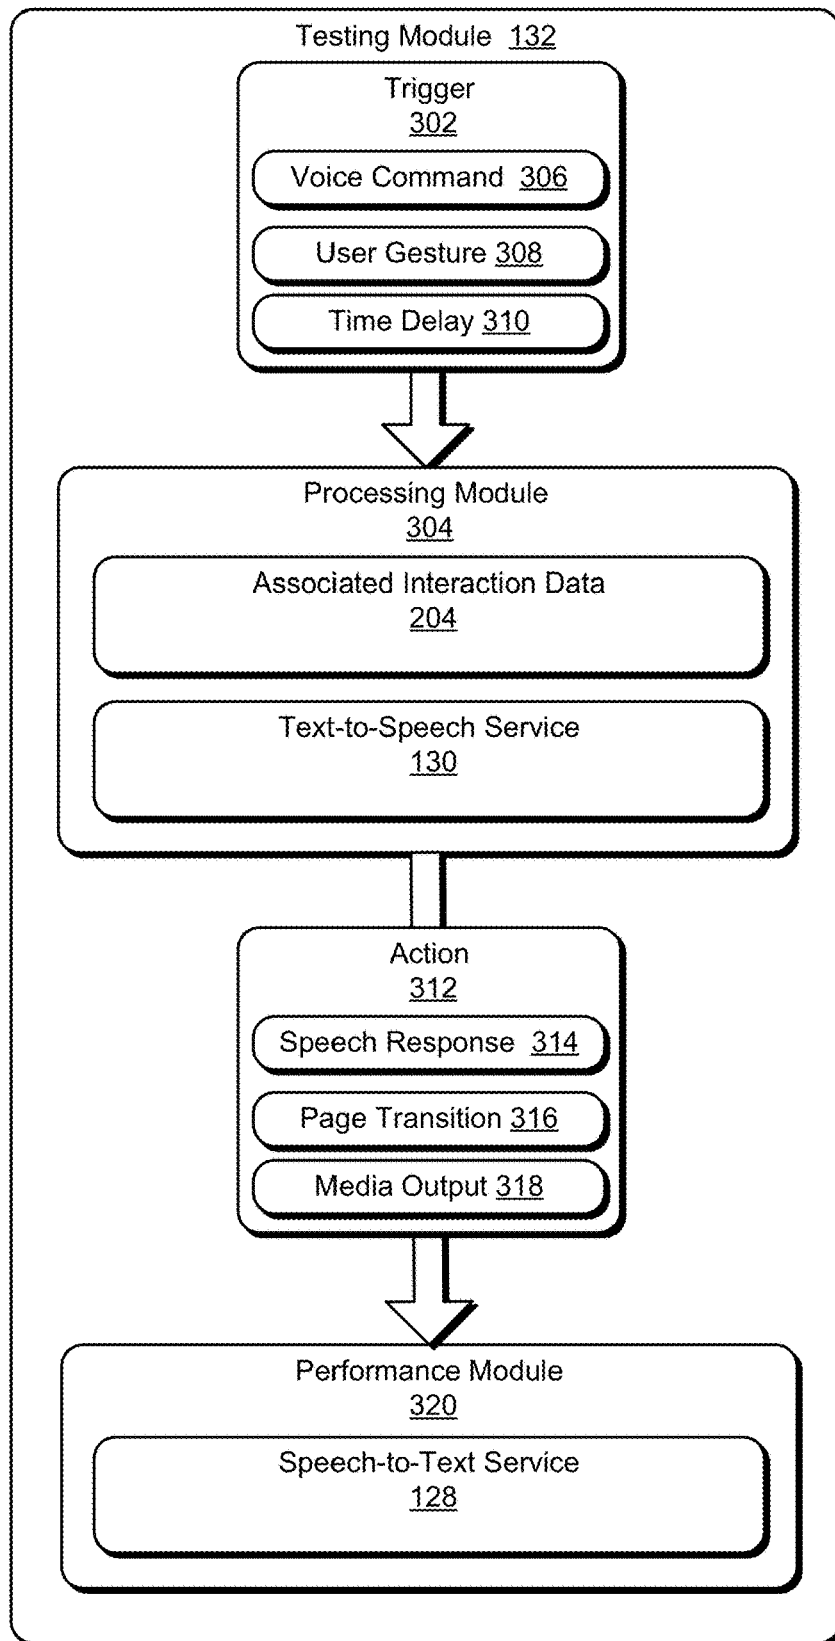 Testing Module 132
Trigger
302
Voice Command 306
User Gesture 308
Time Delay 310
Processing Module
304
Associated Interaction Data
204
Text-to-Speech Service
130
Action
312
Speech Response 314
Page Transition 316
Media Output 318
Performance Module
320
Speech-to-Text Service
128